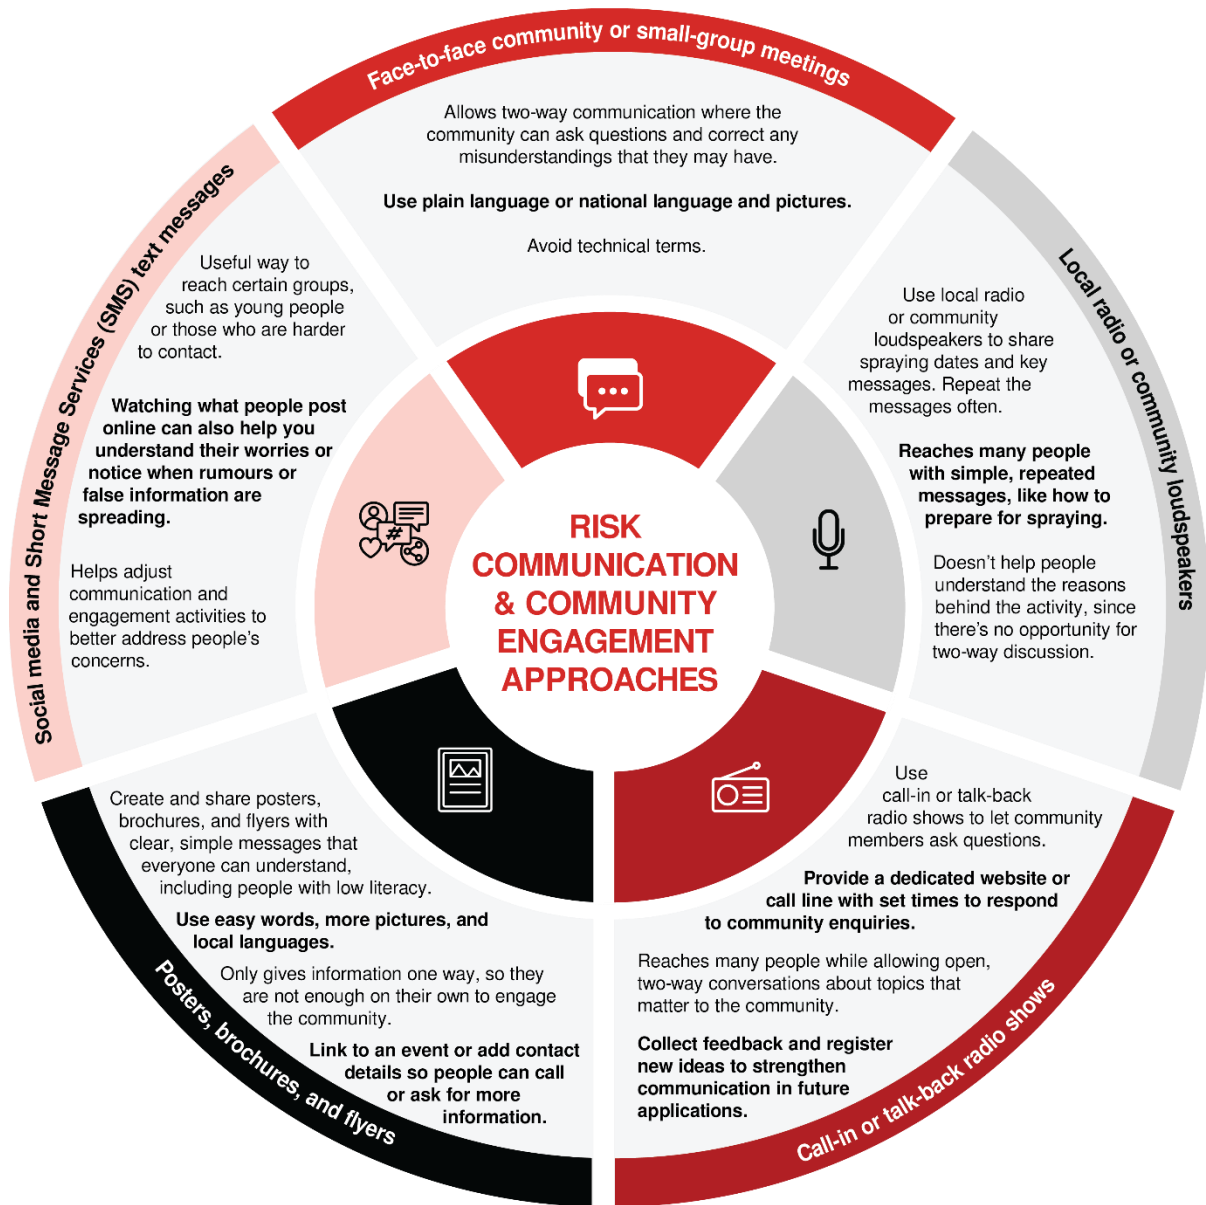 Face-to-face community or small-group meetings
Allows two-way communication where the
community can ask questions and correct any
misunderstandings that they may have.
Use plain language or national language and pictures.
Avoid technical terms.
Local radio or community loudspeakers
Use local radio
or community
loudspeakers to share
spraying dates and key
messages. Repeat the
messages often.
Reaches many people
with simple, repeated
messages, like how to
prepare for spraying.
Doesn’t help people
understand the reasons
behind the activity, since
there’s no opportunity for
two-way discussion.
Call-in or talk-back radio shows
Use
call-in or talk-back
radio shows to let community
members ask questions.
Provide a dedicated website or
call line with set times to respond
to community enquiries.
Reaches many people while allowing open,
two-way conversations about topics that
matter to the community.
Collect feedback and register
new ideas to strengthen
communication in future
applications.
Posters, brochures, and flyers
Create and share posters,
brochures, and flyers with
clear, simple messages that
everyone can understand,
including people with low literacy.
Use easy words, more pictures, and
local languages.
Only gives information one way, so they
are not enough on their own to engage
the community.
Link to an event or add contact
details so people can call
or ask for more
information.
Social media and Short Message Services (SMS) text messages
Useful way to
reach certain groups,
such as young people
or those who are harder
to contact.
Watching what people post
online can also help you
understand their worries or
notice when rumours or
false information are
spreading.
Helps adjust
communication and
engagement activities to
better address people’s
concerns.
#
RISK
COMMUNICATION
& COMMUNITY
ENGAGEMENT
APPROACHES